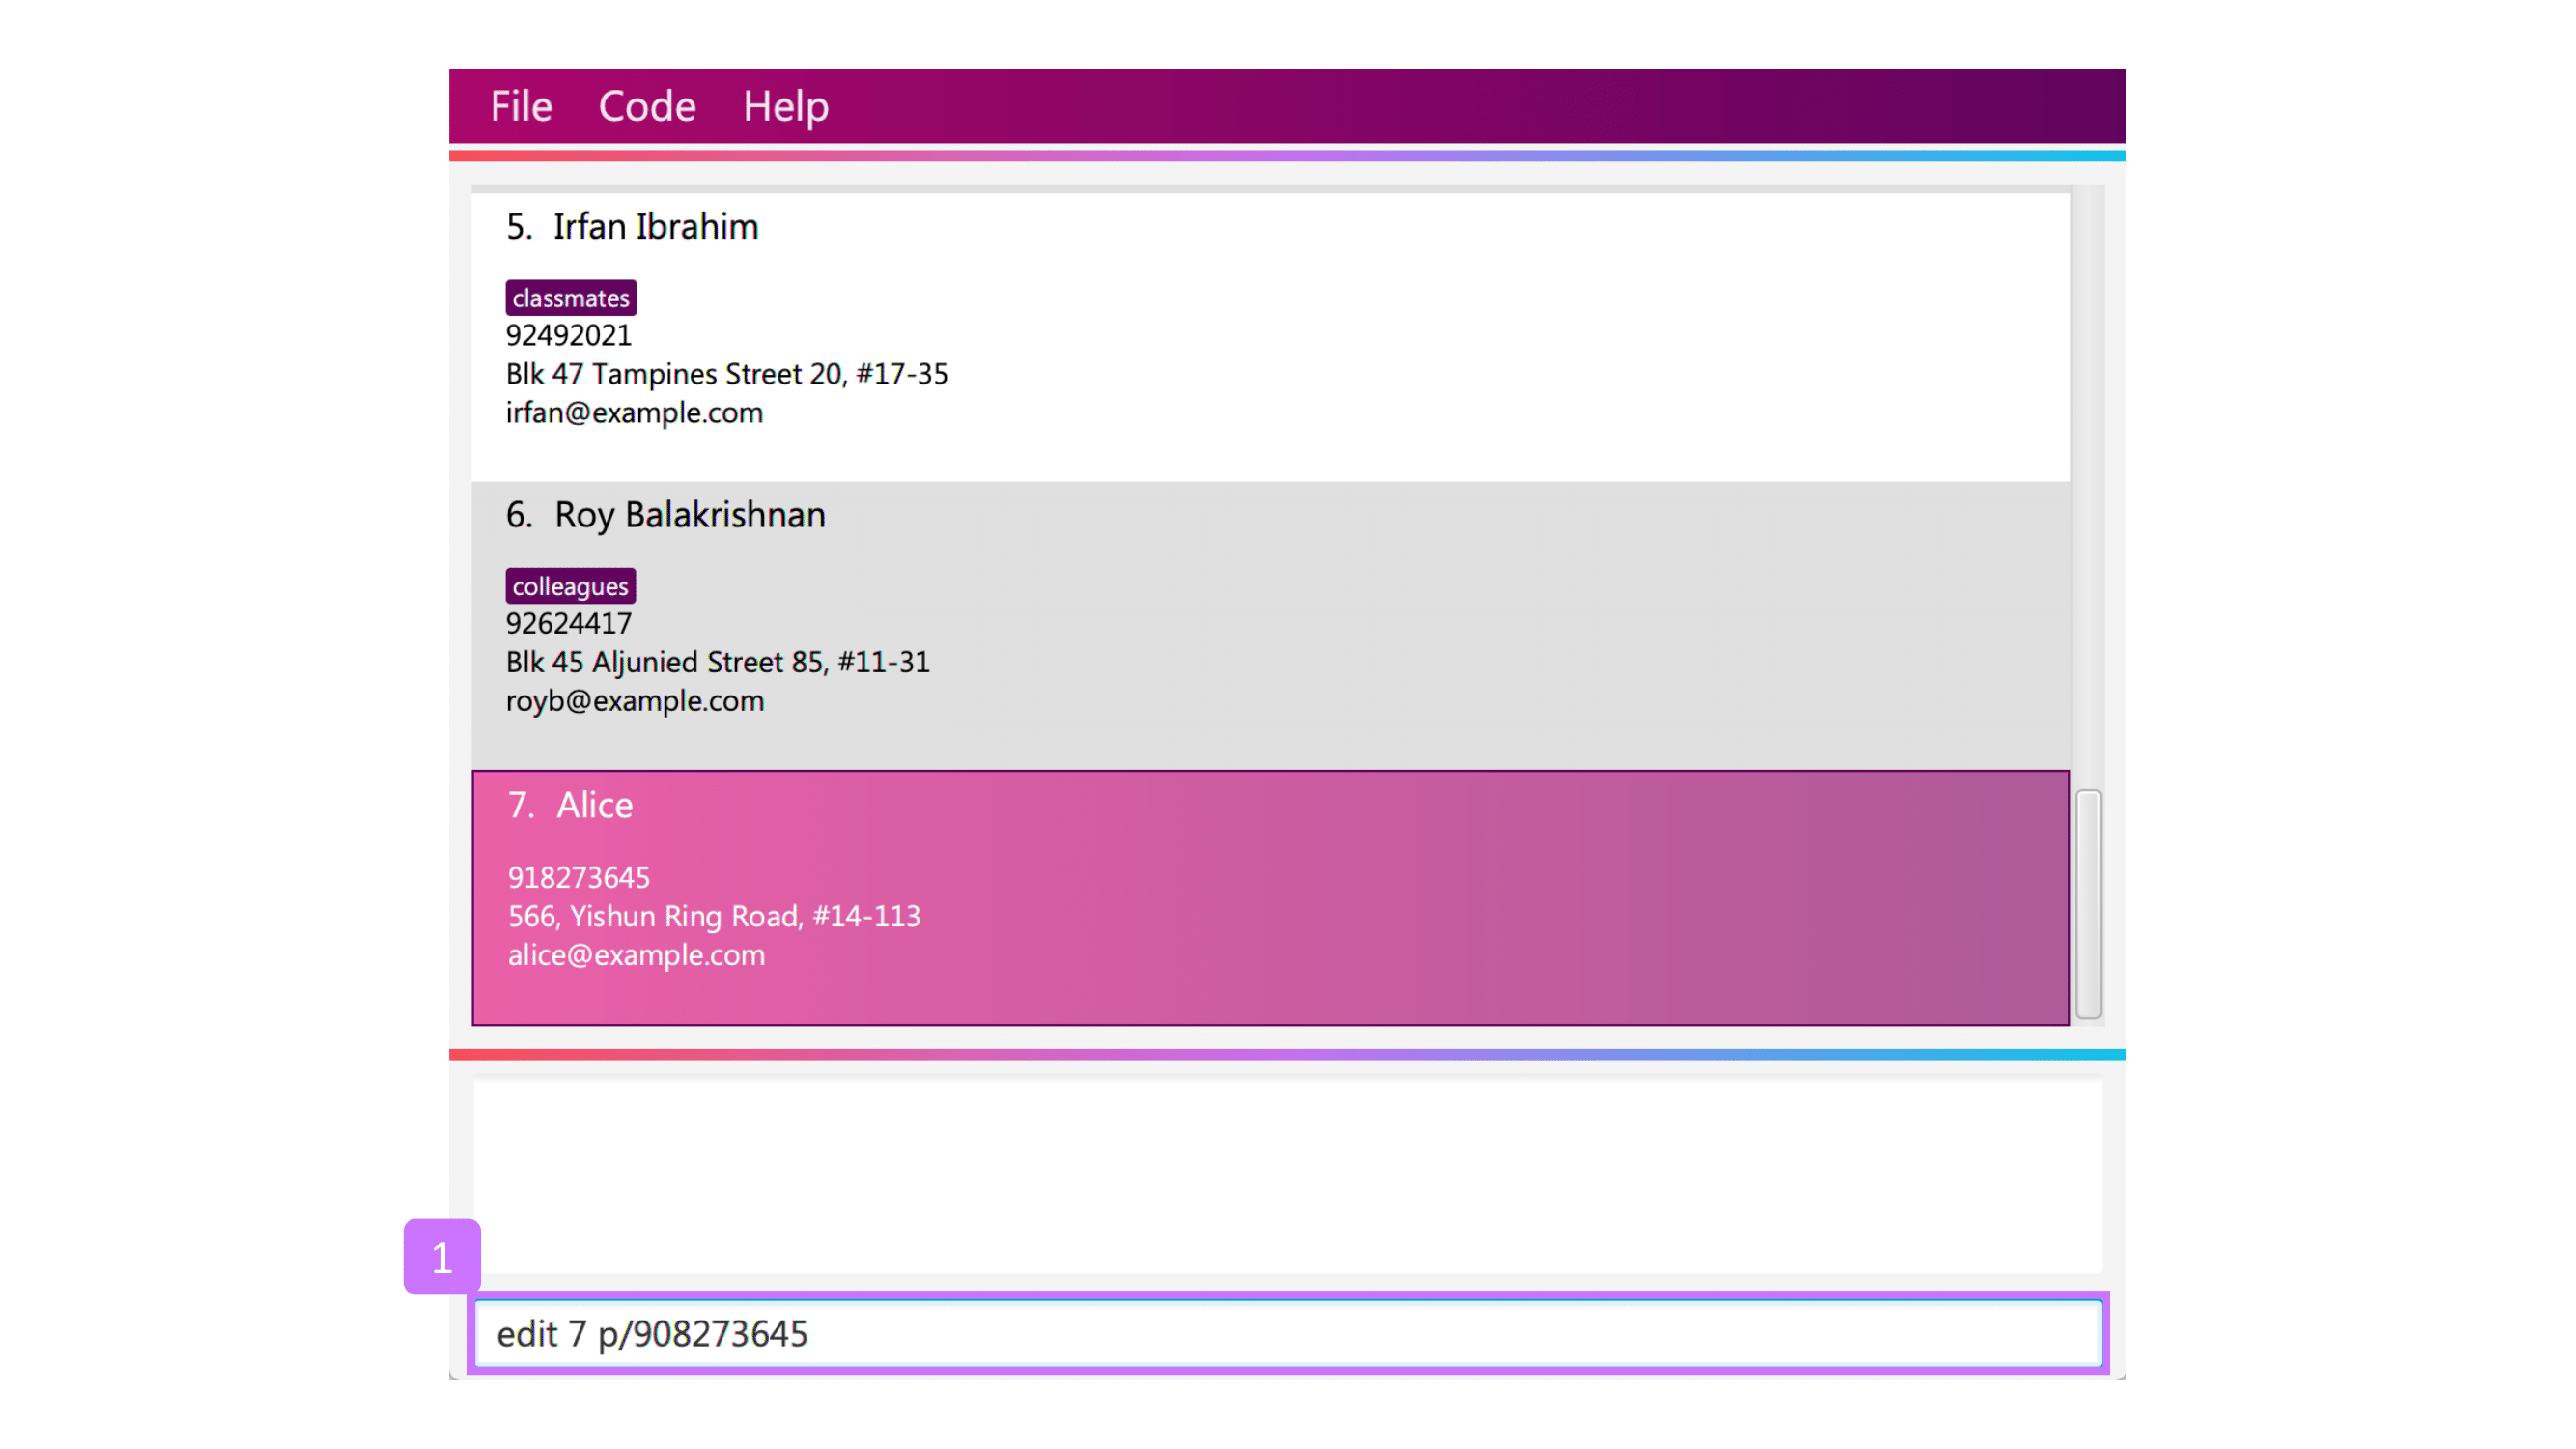 File Code Help
5. Irfan Ibrahim
classmates
92492021
Blk 47 Tampines Street 20, #17-35
irfan@example.com
6. Roy Balakrishnan
colleagues
92624417
Blk 45 Aljunied Street 85, #11-31
royb@example.com
7. Alice
918273645
566, Yishun Ring Road, #14-113
alice@example.com
1
edit 7 p/908273645